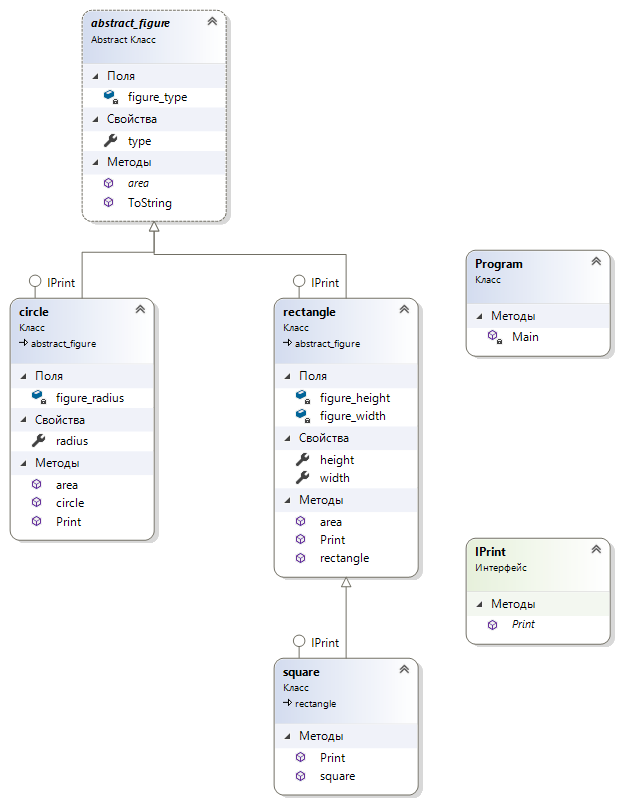 abstract_figure
Abstract Класс
Поля
figure_type
Свойства
type
Методы
area
ToString
IPrint
circle
Класс
abstract_figure
Поля
figure_radius
Свойства
radius
Методы
area
circle
Print
IPrint
rectangle
Класс
abstract_figure
Поля
figure_height
figure_width
Свойства
height
width
Методы
area
Print
rectangle
IPrint
square
Класс
rectangle
Методы
Print
square
Program
Класс
Методы
Main
IPrint
Интерфейс
Методы
Print